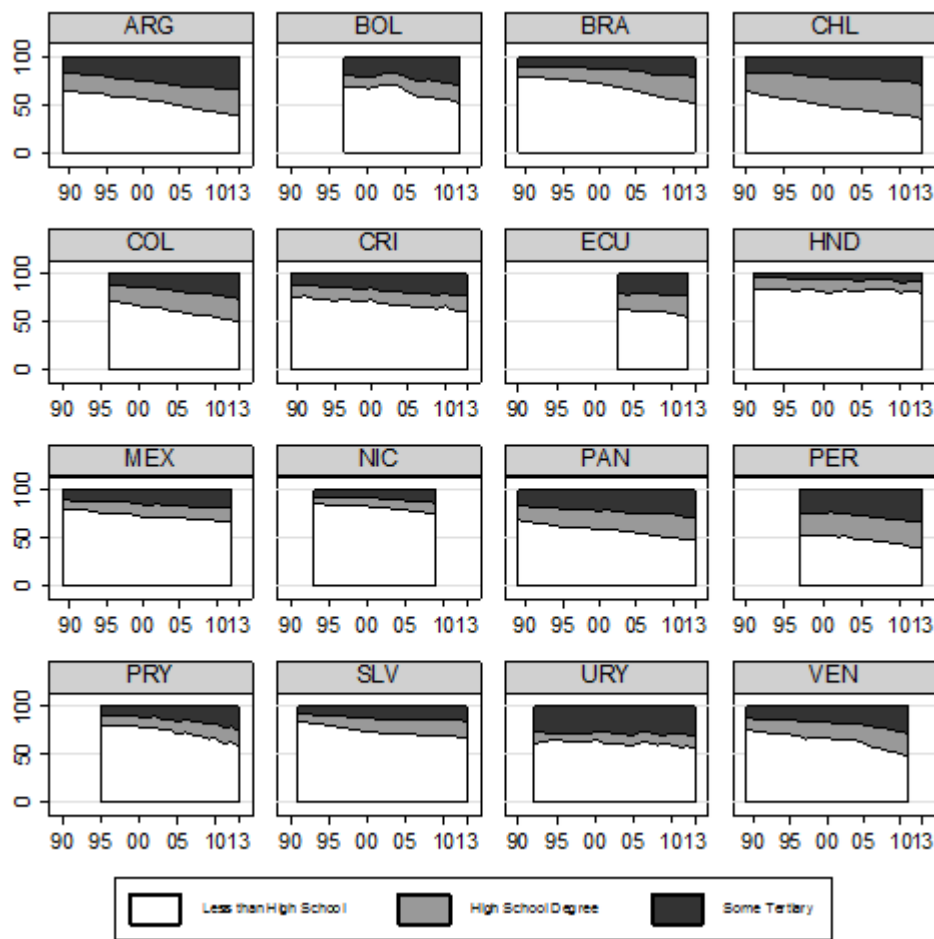 ARG BOL BRA CHL
0 50 100
90 95 00 05 1013 90 95 00 05 1013 90 95 00 05 1013 90 95 00 05 1013
COL CRI ECU HND
0 50 100
90 95 00 05 1013 90 95 00 05 1013 90 95 00 05 1013 90 95 00 05 1013
MEX NIC PAN PER
0 50 100
90 95 00 05 1013 90 95 00 05 1013 90 95 00 05 1013 90 95 00 05 1013
PRY SLV URY VEN
0 50 100
90 95 00 05 1013 90 95 00 05 1013 90 95 00 05 1013 90 95 00 05 1013
Less than High School High School Degree Some Tertiary